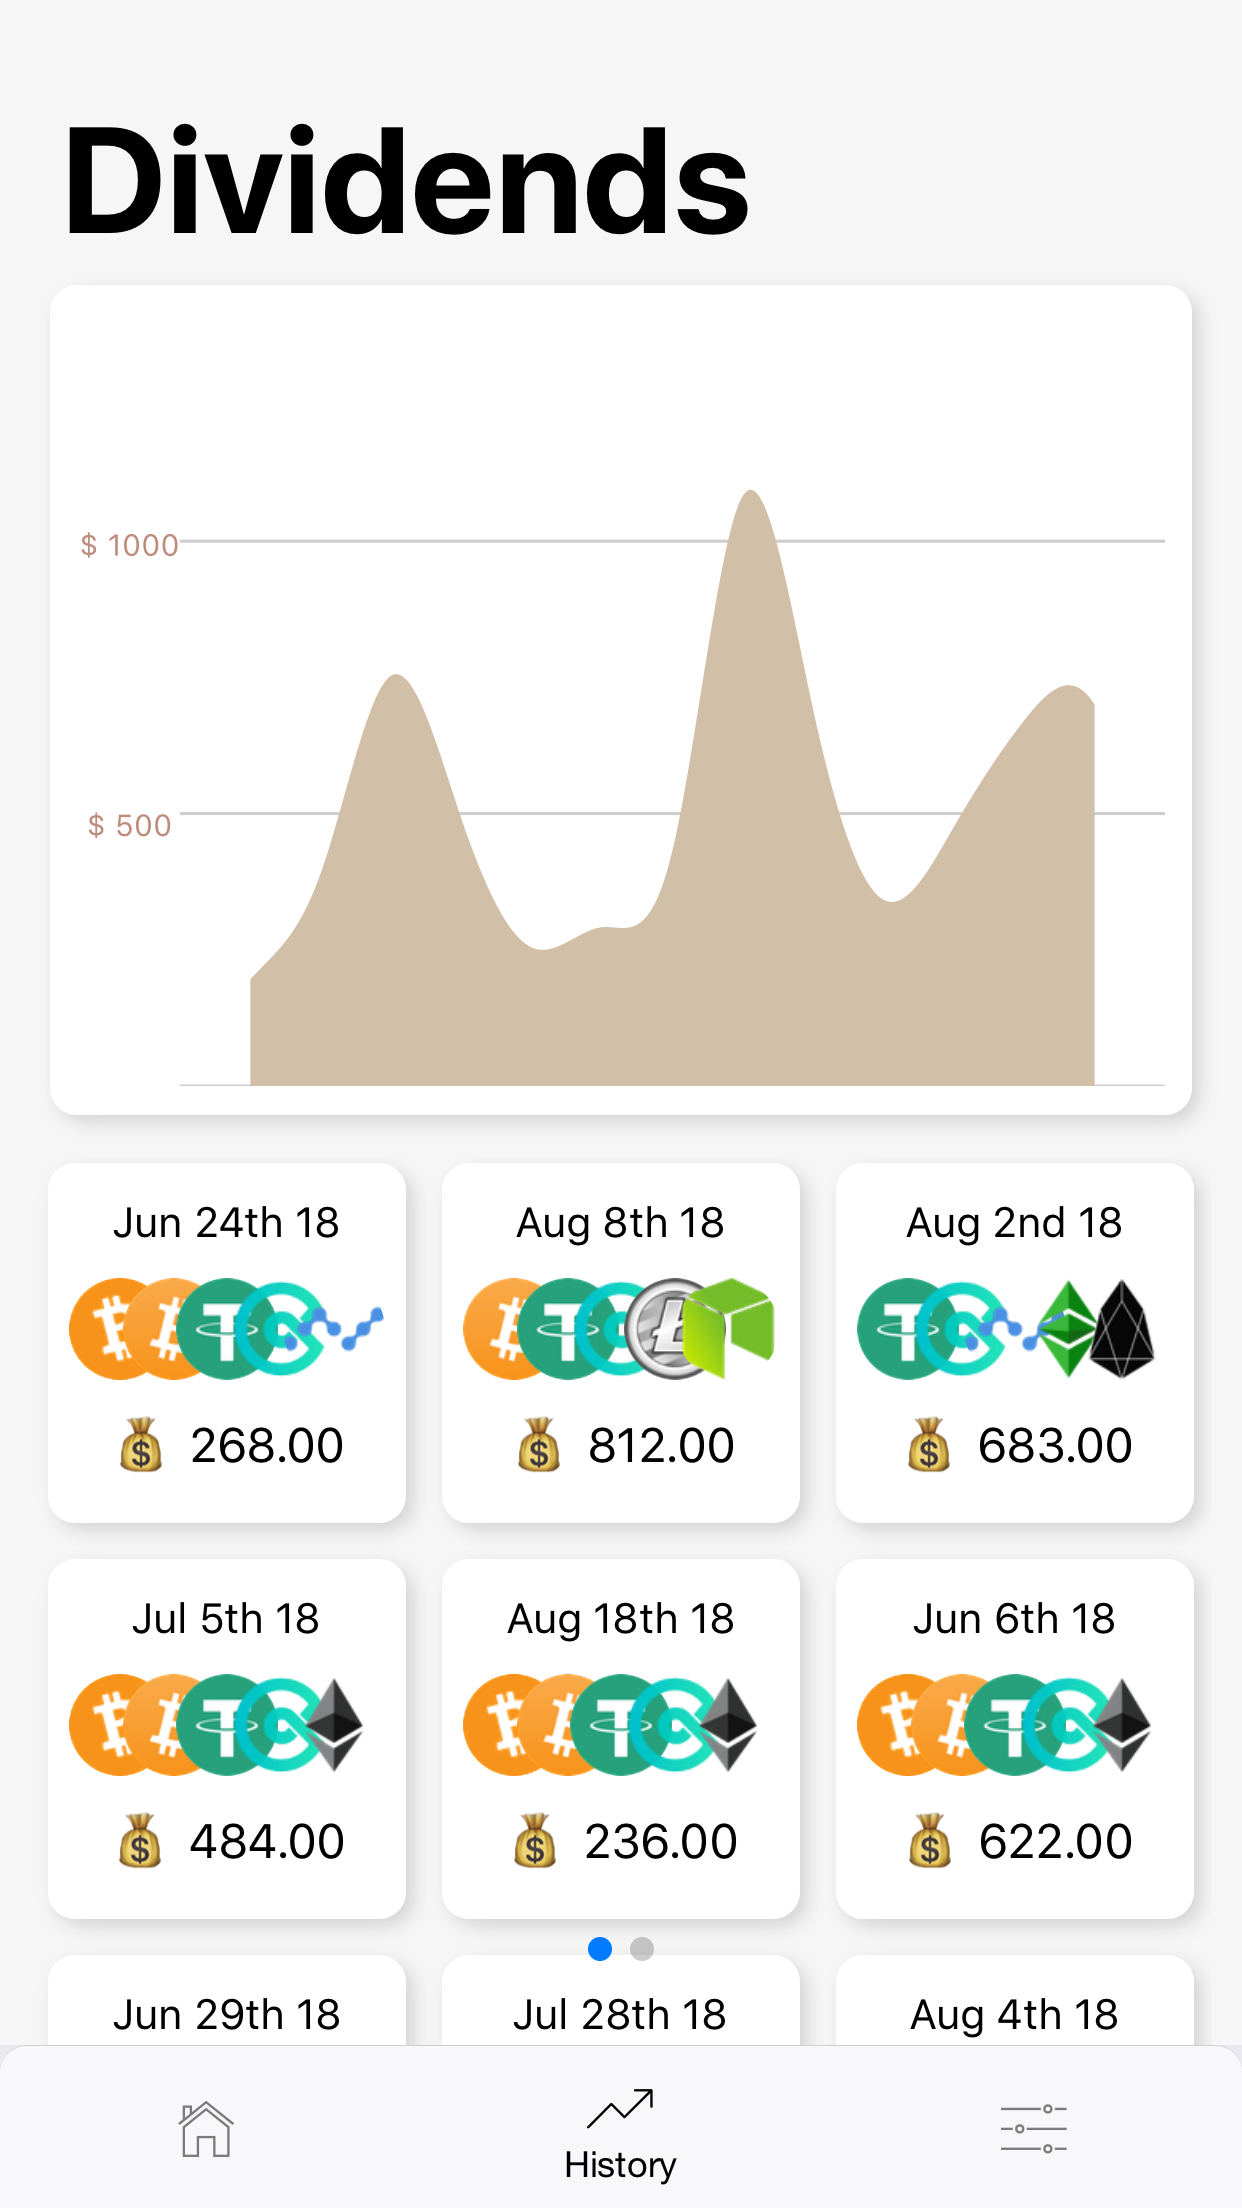 Dividends
$ 1000
$ 500
Jun 24th 18
Aug 8th 18
Aug 2nd 18
$ 268.00
$ 812.00
$ 683.00
Jul 5th 18
Aug 18th 18
Jun 6th 18
$ 484.00
$ 236.00
$ 622.00
Jun 29th 18
Jul 28th 18
Aug 4th 18
History